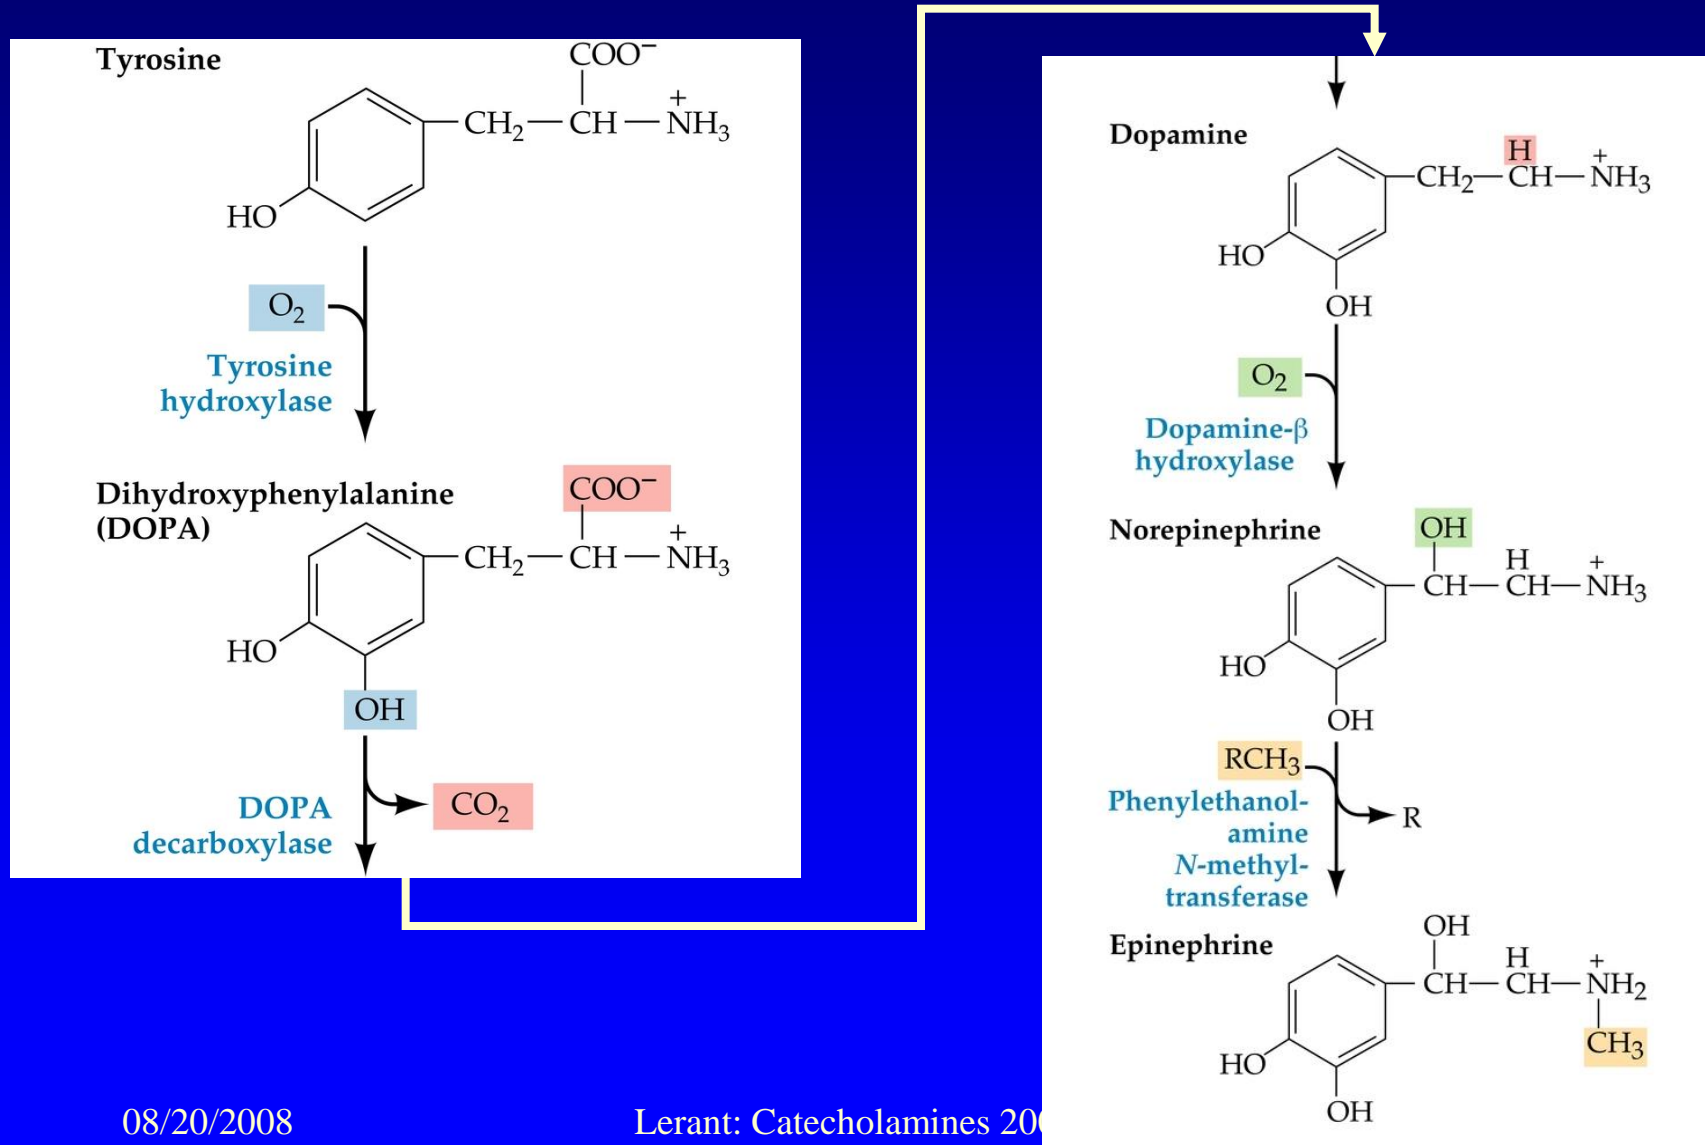 Tyrosine
COO⁻
CH₂—CH—NH₃
+
HO
O₂
Tyrosine
hydroxylase
Dihydroxyphenylalanine
(DOPA)
COO⁻
+
CH₂—CH—NH₃
HO
OH
DOPA
decarboxylase
CO₂
Dopamine
H
+
CH₂—CH—NH₃
HO
OH
O₂
Dopamine-β
hydroxylase
Norepinephrine
OH
H
+
CH—CH—NH₃
HO
OH
RCH₃
Phenylethanol-
amine
N-methyl-
transferase
R
Epinephrine
OH
H
+
CH—CH—NH₂
CH₃
HO
OH
08/20/2008
Lerant: Catecholamines